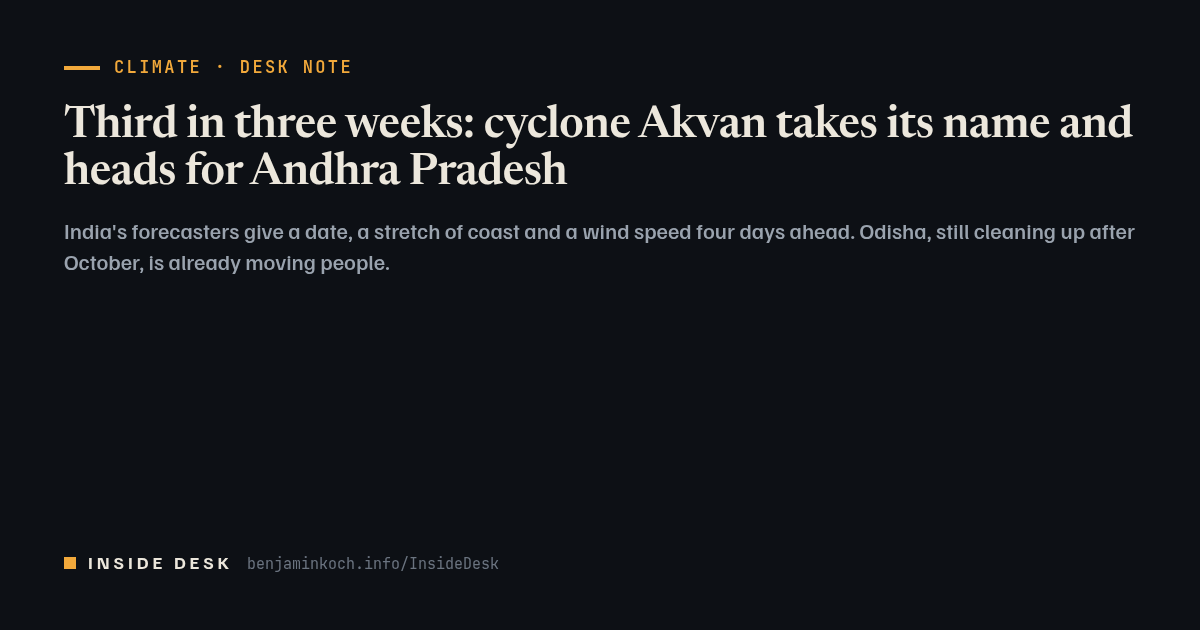 CLIMATE · DESK NOTE
Third in three weeks: cyclone Akvan takes its name and
heads for Andhra Pradesh
India's forecasters give a date, a stretch of coast and a wind speed four days ahead. Odisha, still cleaning up after
October, is already moving people.
INSIDE DESK benjaminkoch.info/InsideDesk